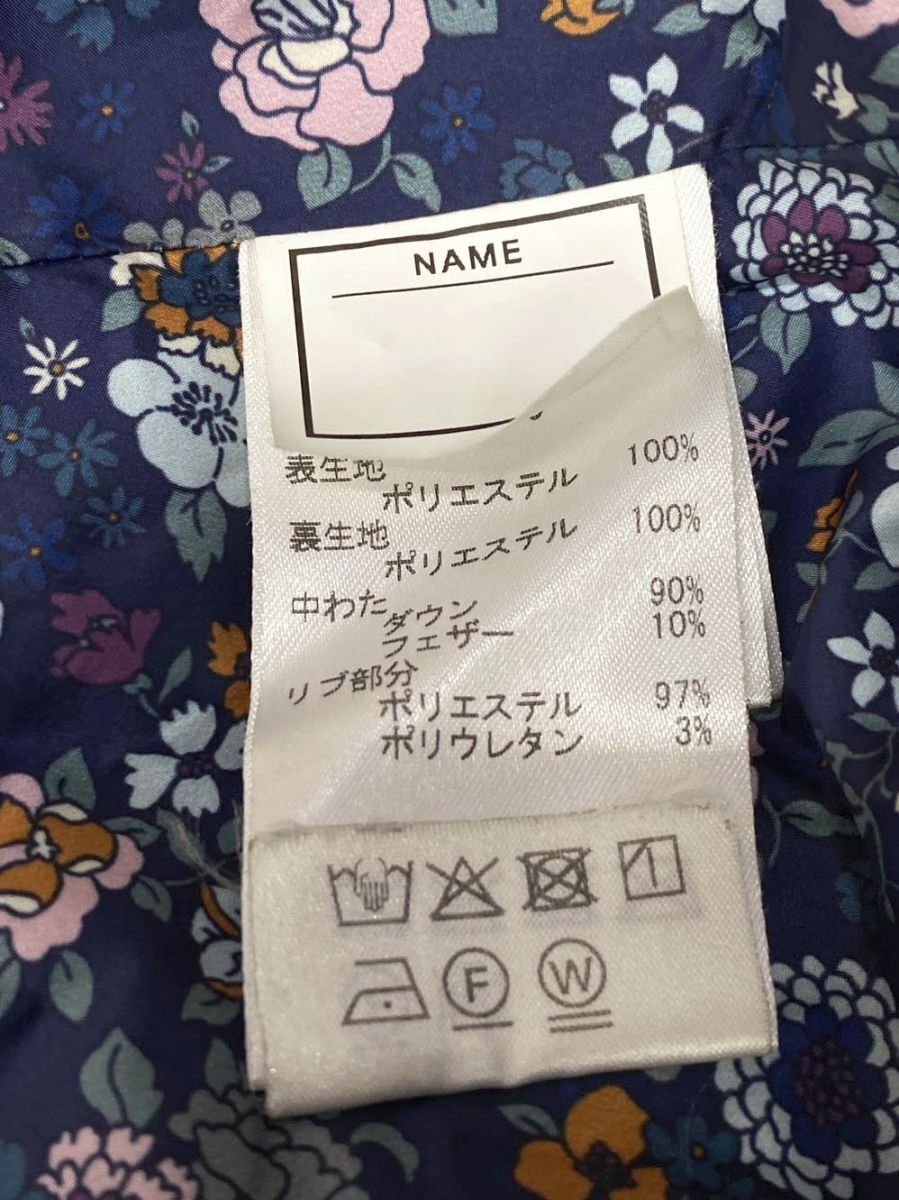 NAME
表生地
ポリエステル 100%
裏生地
ポリエステル 100%
中わた
ダウン 90%
フェザー 10%
リブ部分
ポリエステル 97%
ポリウレタン 3%
F W